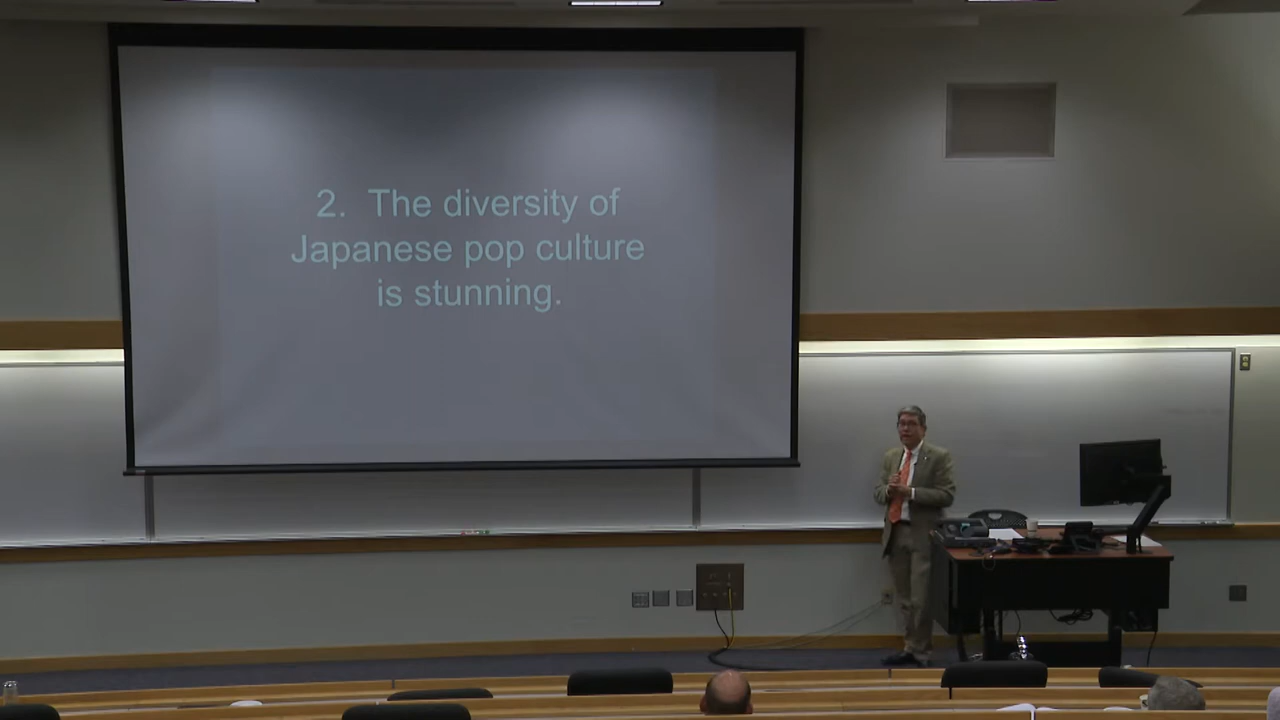 2. The diversity of
Japanese pop culture
is stunning.